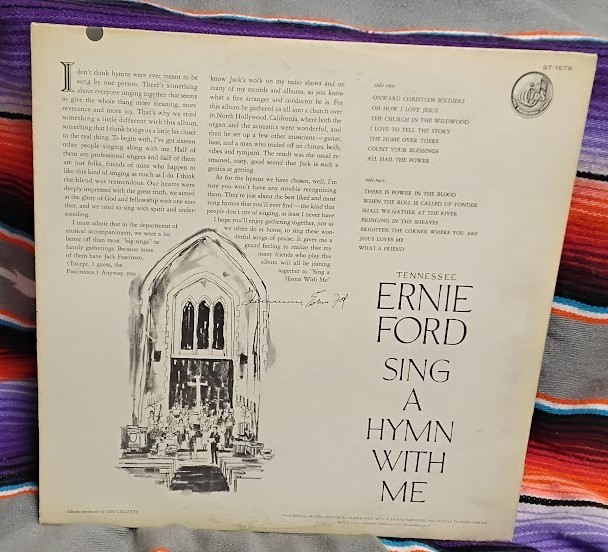 I don't think hymns were ever meant to be
sung by one person. There's something
about everyone singing together that seems
to give the whole thing more meaning, more
reverence and more joy. That's why we tried
something a little different with this album,
something that I think brings us a little bit closer
to the real thing. To begin with, I've got sixteen
other people singing along with me. Half of
them are professional singers and half of them
are just folks, friends of mine who happen to
like this kind of singing as much as I do. I think
the blend was tremendous. Our hearts were
deeply impressed with the great truth, we aimed
at the glory of God and fellowship with one ano-
ther, and we tried to sing with spirit and under-
standing.
I must admit that in the department of
musical accompaniment, we were a lot
better off than most "big sings" or
family gatherings. Because none
of them have Jack Fascinato.
(Except, I guess, the
Fascinatos.) Anyway, you
know Jack's work on my radio shows and on
many of my records and albums, so you know
what a fine arranger and conductor he is. For
this album he gathered us all into a church over
in North Hollywood, California, where both the
organ and the acoustics were wonderful, and
then he set up a few other musicians—guitar,
bass, and a man who traded off on chimes, bells,
vibes and tympani. The result was the usual re-
strained, tasty, good sound that Jack is such a
genius at getting.
As for the hymns we have chosen, well, I'm
sure you won't have any trouble recognizing
them. They're just about the best liked and most
sung hymns that you'll ever find—the kind that
people don't tire of singing, at least I never have.
I hope you'll enjoy gathering together, just as
we often do at home, to sing these won-
derful songs of praise. It gives me a
grand feeling to realize that my
many friends who play this
album will all be joining
together to "Sing a
Hymn With Me".
Tennessee Ernie Ford
Album produced by LEE GILLETTE
ST 1679
side one:
ONWARD CHRISTIAN SOLDIERS
OH HOW I LOVE JESUS
THE CHURCH IN THE WILDWOOD
I LOVE TO TELL THE STORY
THE HOME OVER THERE
COUNT YOUR BLESSINGS
ALL HAIL THE POWER
side two:
THERE IS POWER IN THE BLOOD
WHEN THE ROLL IS CALLED UP YONDER
SHALL WE GATHER AT THE RIVER
BRINGING IN THE SHEAVES
BRIGHTEN THE CORNER WHERE YOU ARE
JESUS LOVES ME
WHAT A FRIEND
TENNESSEE
ERNIE
FORD
SING
A
HYMN
WITH
ME